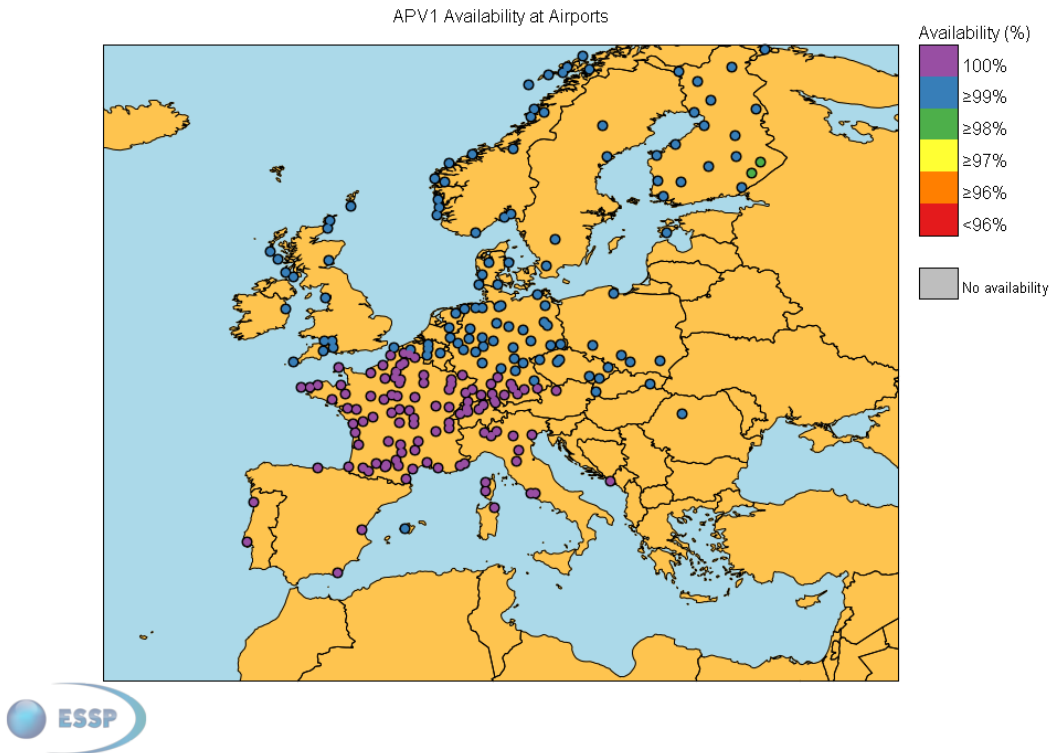 APV1 Availability at Airports
Availability (%)
100%
≥99%
≥98%
≥97%
≥96%
<96%
No availability
ESSP